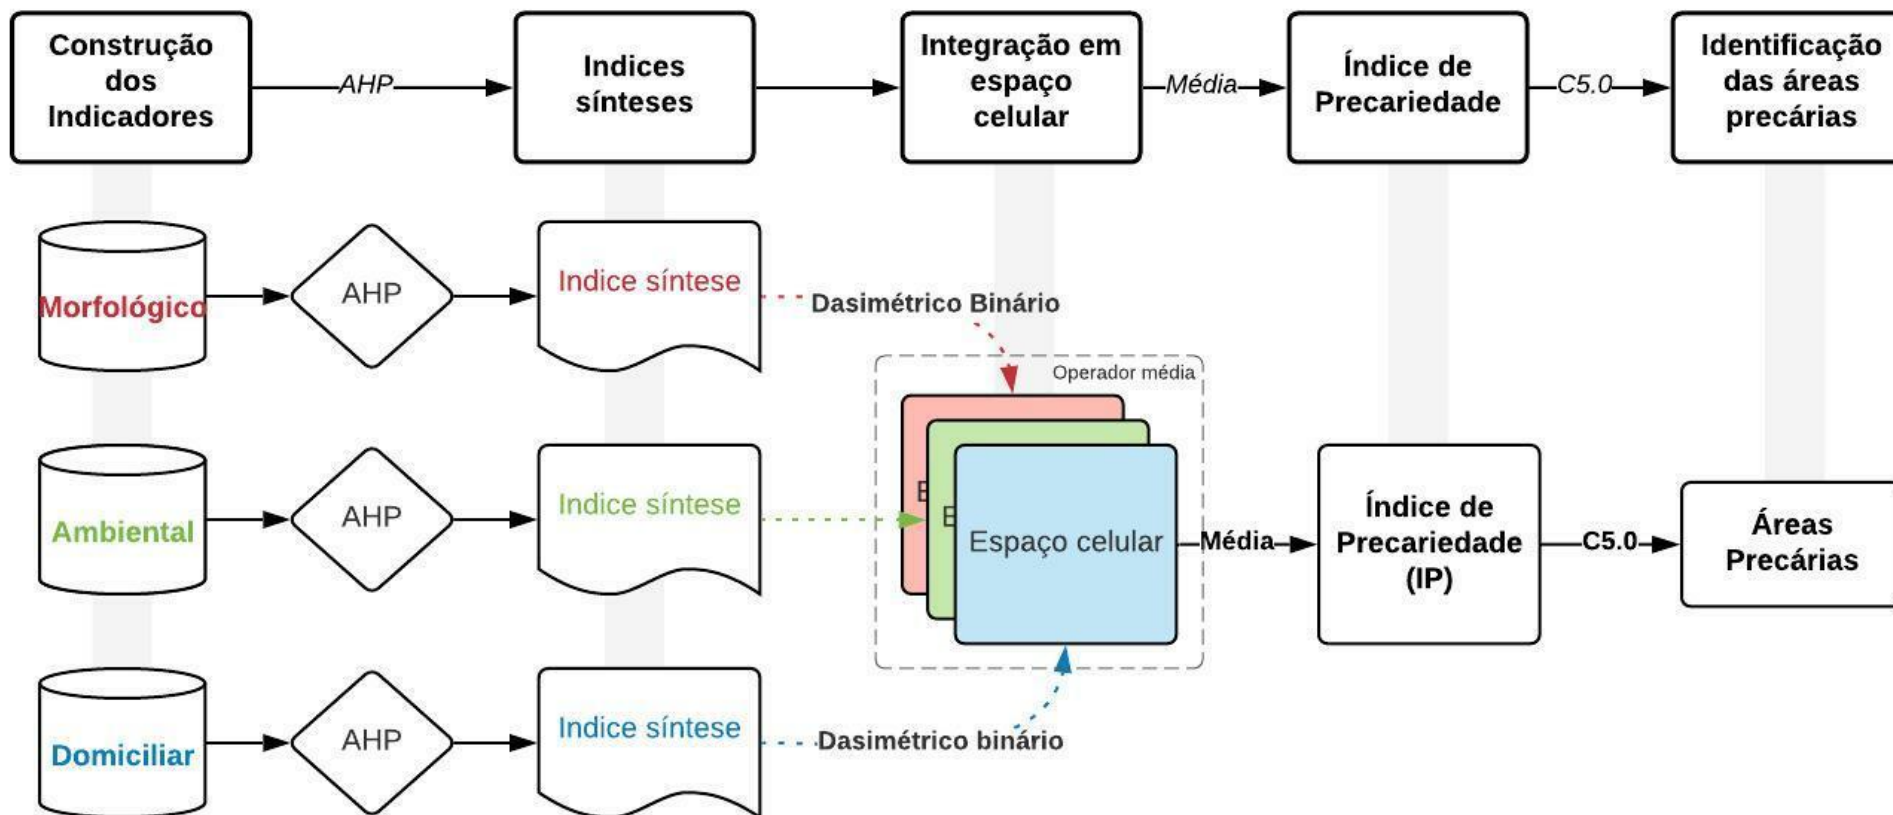 Construção
dos
Indicadores
AHP
Indices
sínteses
Integração em
espaço
celular
Média
Índice de
Precariedade
C5.0
Identificação
das áreas
precárias
Morfológico
AHP
Indice síntese
Dasimétrico Binário
Operador média
Ambiental
AHP
Indice síntese
E
E
Espaço celular
Média
Índice de
Precariedade
(IP)
C5.0
Áreas
Precárias
Domiciliar
AHP
Indice síntese
Dasimétrico binário